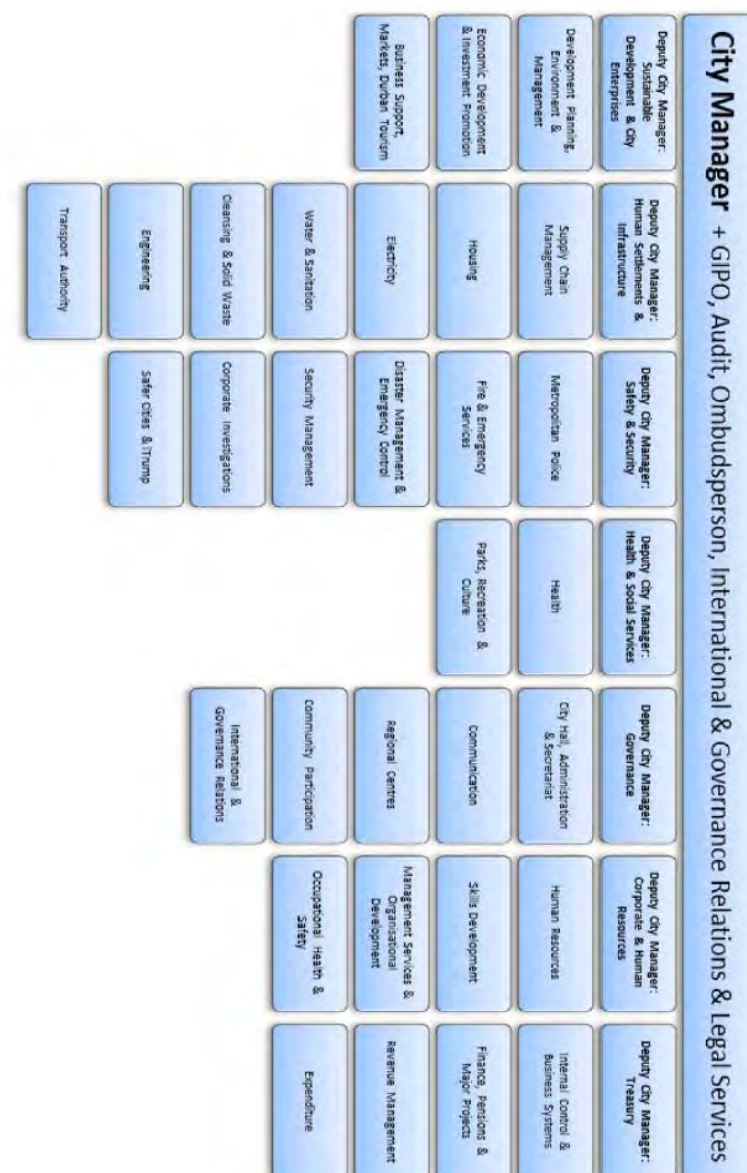 City Manager + GIPO, Audit, Ombudsperson, International & Governance Relations & Legal Services
Deputy City Manager:
Sustainable
Development & City
Enterprises
Development Planning,
Environment &
Management
Economic Development
& Investment Promotion
Business Support,
Markets, Durban Tourism
Deputy City Manager:
Human Settlements &
Infrastructure
Supply Chain
Management
Housing
Electricity
Water & Sanitation
Cleansing & Solid Waste
Engineering
Transport Authority
Deputy City Manager:
Safety & Security
Metropolitan Police
Fire & Emergency
Services
Disaster Management &
Emergency Control
Security Management
Corporate Investigations
Safer Cities & iTrump
Deputy City Manager:
Health & Social Services
Health
Parks, Recreation &
Culture
Deputy City Manager:
Governance
City Hall, Administration
& Secretariat
Communication
Regional Centres
Community Participation
International &
Governance Relations
Deputy City Manager:
Corporate & Human
Resources
Human Resources
Skills Development
Management Services &
Organisational
Development
Occupational Health &
Safety
Deputy City Manager:
Treasury
Internal Control &
Business Systems
Finance, Pensions &
Major Projects
Revenue Management
Expenditure